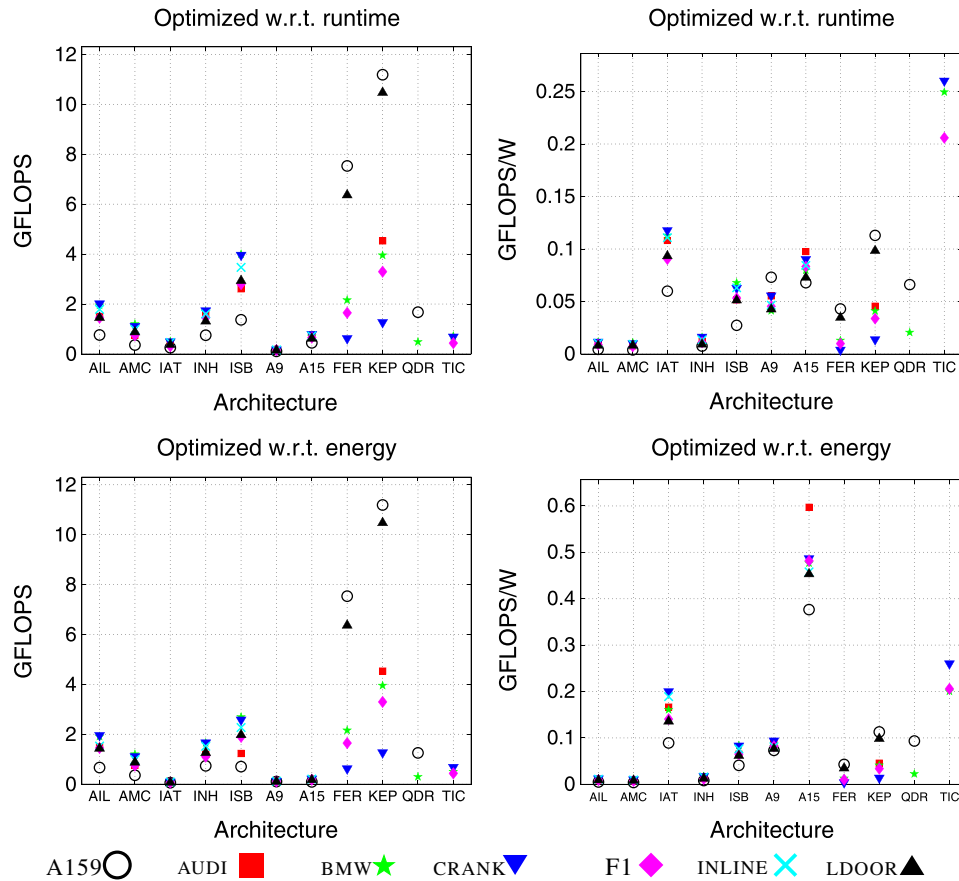 Optimized w.r.t. runtime
12
10
8
6
4
2
0
GFLOPS
AIL AMC IAT INH ISB A9 A15 FER KEP QDR TIC
Architecture
Optimized w.r.t. runtime
0.25
0.2
0.15
0.1
0.05
0
GFLOPS/W
AIL AMC IAT INH ISB A9 A15 FER KEP QDR TIC
Architecture
Optimized w.r.t. energy
12
10
8
6
4
2
0
GFLOPS
AIL AMC IAT INH ISB A9 A15 FER KEP QDR TIC
Architecture
Optimized w.r.t. energy
0.6
0.5
0.4
0.3
0.2
0.1
0
GFLOPS/W
AIL AMC IAT INH ISB A9 A15 FER KEP QDR TIC
Architecture
A159 AUDI BMW CRANK F1 INLINE LDOOR